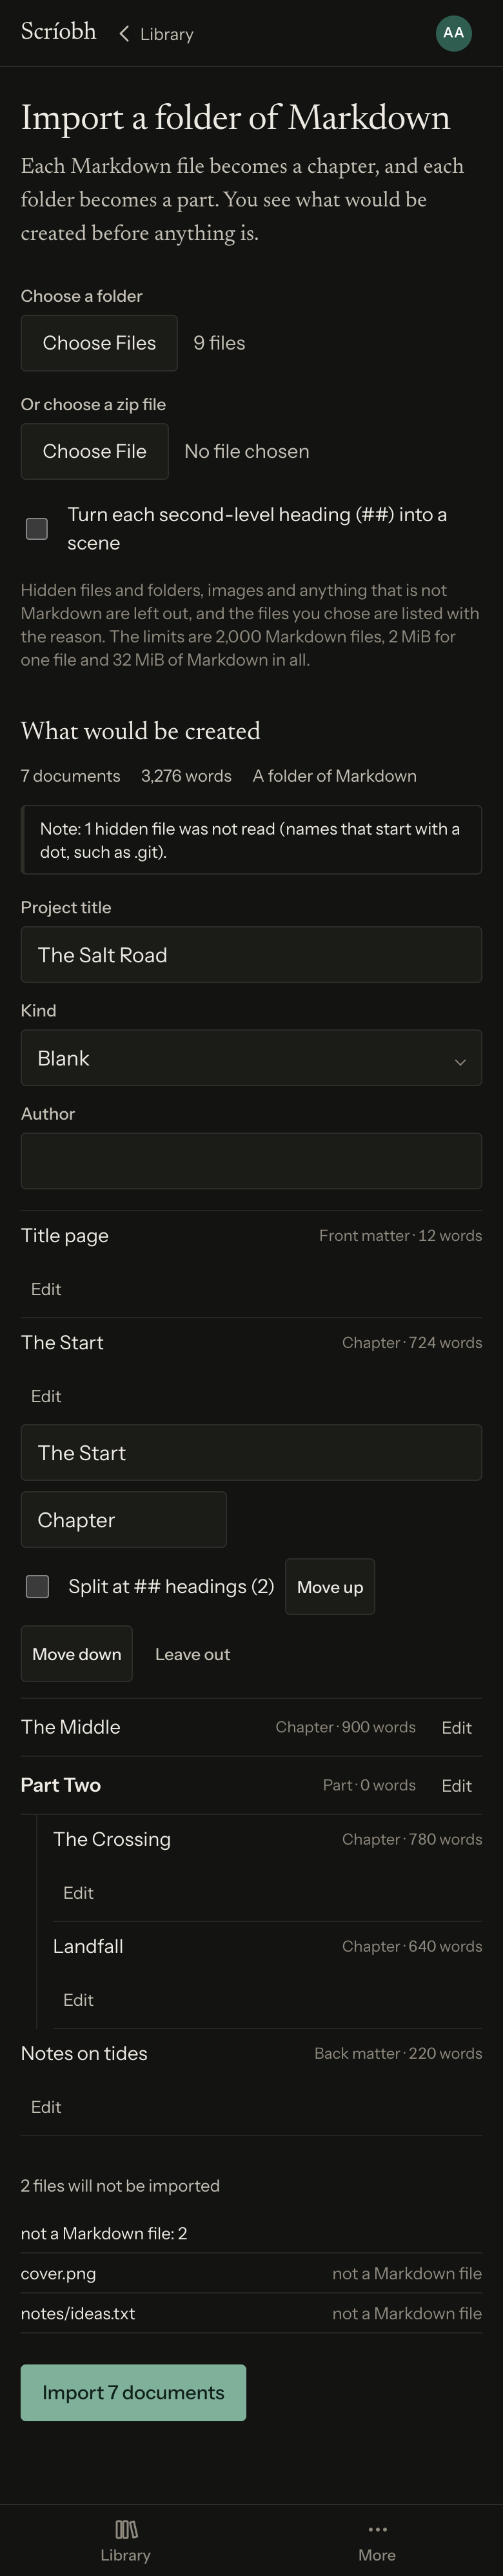 Scríobh
Library
AA
Import a folder of Markdown
Each Markdown file becomes a chapter, and each
folder becomes a part. You see what would be
created before anything is.
Choose a folder
Choose Files 9 files
Or choose a zip file
Choose File No file chosen
Turn each second-level heading (##) into a
scene
Hidden files and folders, images and anything that is not
Markdown are left out, and the files you chose are listed with
the reason. The limits are 2,000 Markdown files, 2 MiB for
one file and 32 MiB of Markdown in all.
What would be created
7 documents 3,276 words A folder of Markdown
Note: 1 hidden file was not read (names that start with a
dot, such as .git).
Project title
The Salt Road
Kind
Blank
Author
Title page Front matter · 12 words
Edit
The Start Chapter · 724 words
Edit
The Start
Chapter
Split at ## headings (2) Move up
Move down Leave out
The Middle Chapter · 900 words Edit
Part Two Part · 0 words Edit
The Crossing Chapter · 780 words
Edit
Landfall Chapter · 640 words
Edit
Notes on tides Back matter · 220 words
Edit
2 files will not be imported
not a Markdown file: 2
cover.png not a Markdown file
notes/ideas.txt not a Markdown file
Import 7 documents
Library More